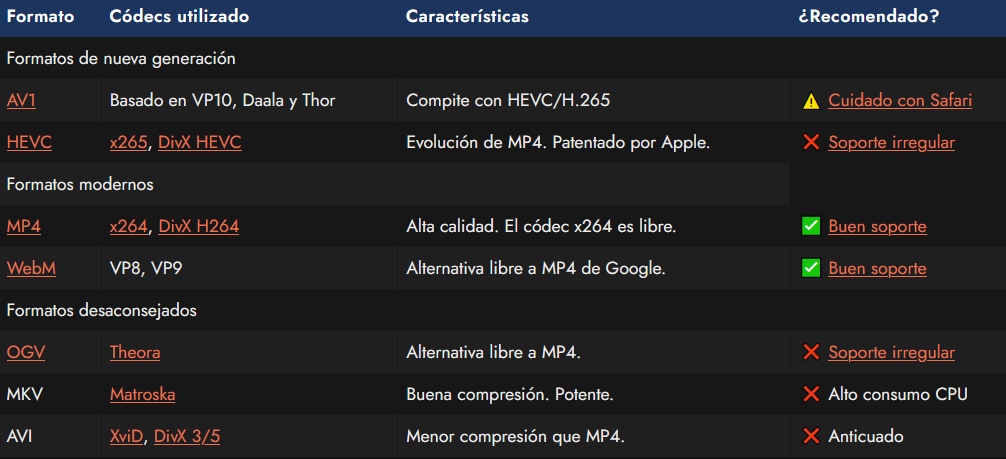 Formato Códecs utilizado Características ¿Recomendado?
Formatos de nueva generación
AV1 Basado en VP10, Daala y Thor Compite con HEVC/H.265 ⚠️ Cuidado con Safari
HEVC x265, DivX HEVC Evolución de MP4. Patentado por Apple. ❌ Soporte irregular
Formatos modernos
MP4 x264, DivX H264 Alta calidad. El códec x264 es libre. ✅ Buen soporte
WebM VP8, VP9 Alternativa libre a MP4 de Google. ✅ Buen soporte
Formatos desaconsejados
OGV Theora Alternativa libre a MP4. ❌ Soporte irregular
MKV Matroska Buena compresión. Potente. ❌ Alto consumo CPU
AVI XviD, DivX 3/5 Menor compresión que MP4. ❌ Anticuado